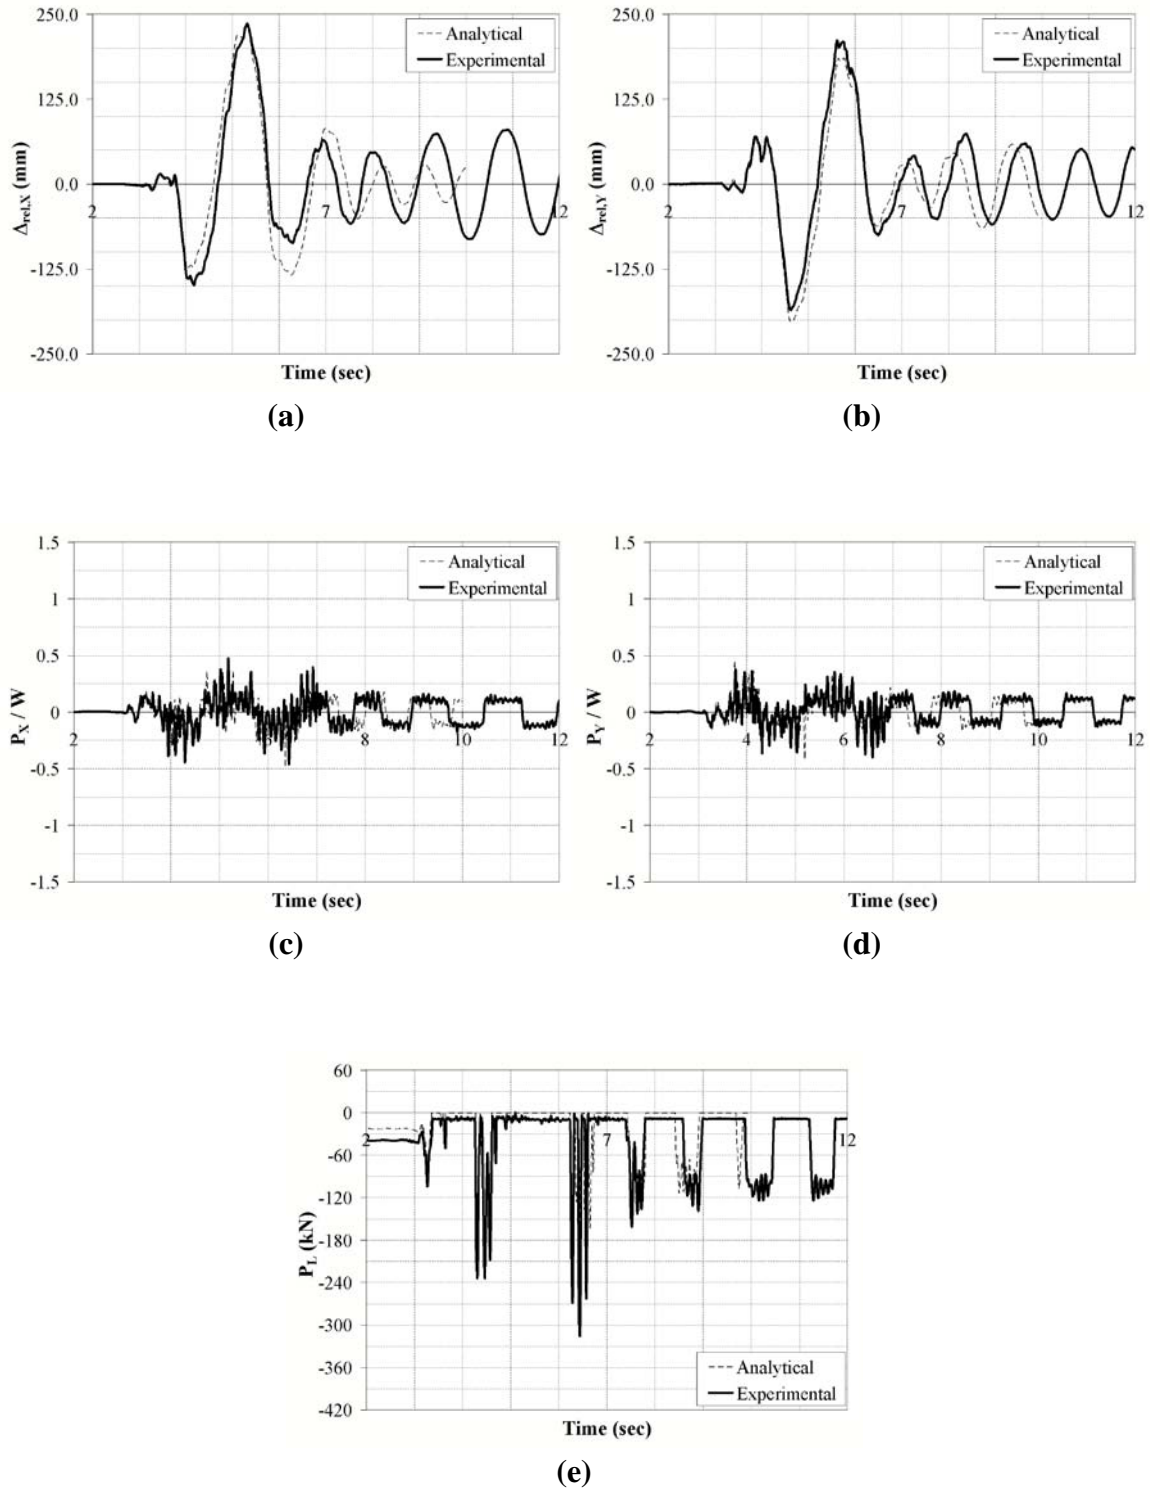 250.0
125.0
0.0
-125.0
-250.0
2 7 12
Δrel,X (mm)
Time (sec)
Analytical
Experimental
(a)
250.0
125.0
0.0
-125.0
-250.0
2 7 12
Δrel,Y (mm)
Time (sec)
Analytical
Experimental
(b)
1.5
1
0.5
0
-0.5
-1
-1.5
2 8 10 12
PX / W
Time (sec)
Analytical
Experimental
(c)
1.5
1
0.5
0
-0.5
-1
-1.5
2 4 6 8 10 12
PY / W
Time (sec)
Analytical
Experimental
(d)
60
0
-60
-120
-180
-240
-300
-360
-420
2 7 12
PL (kN)
Time (sec)
Analytical
Experimental
(e)